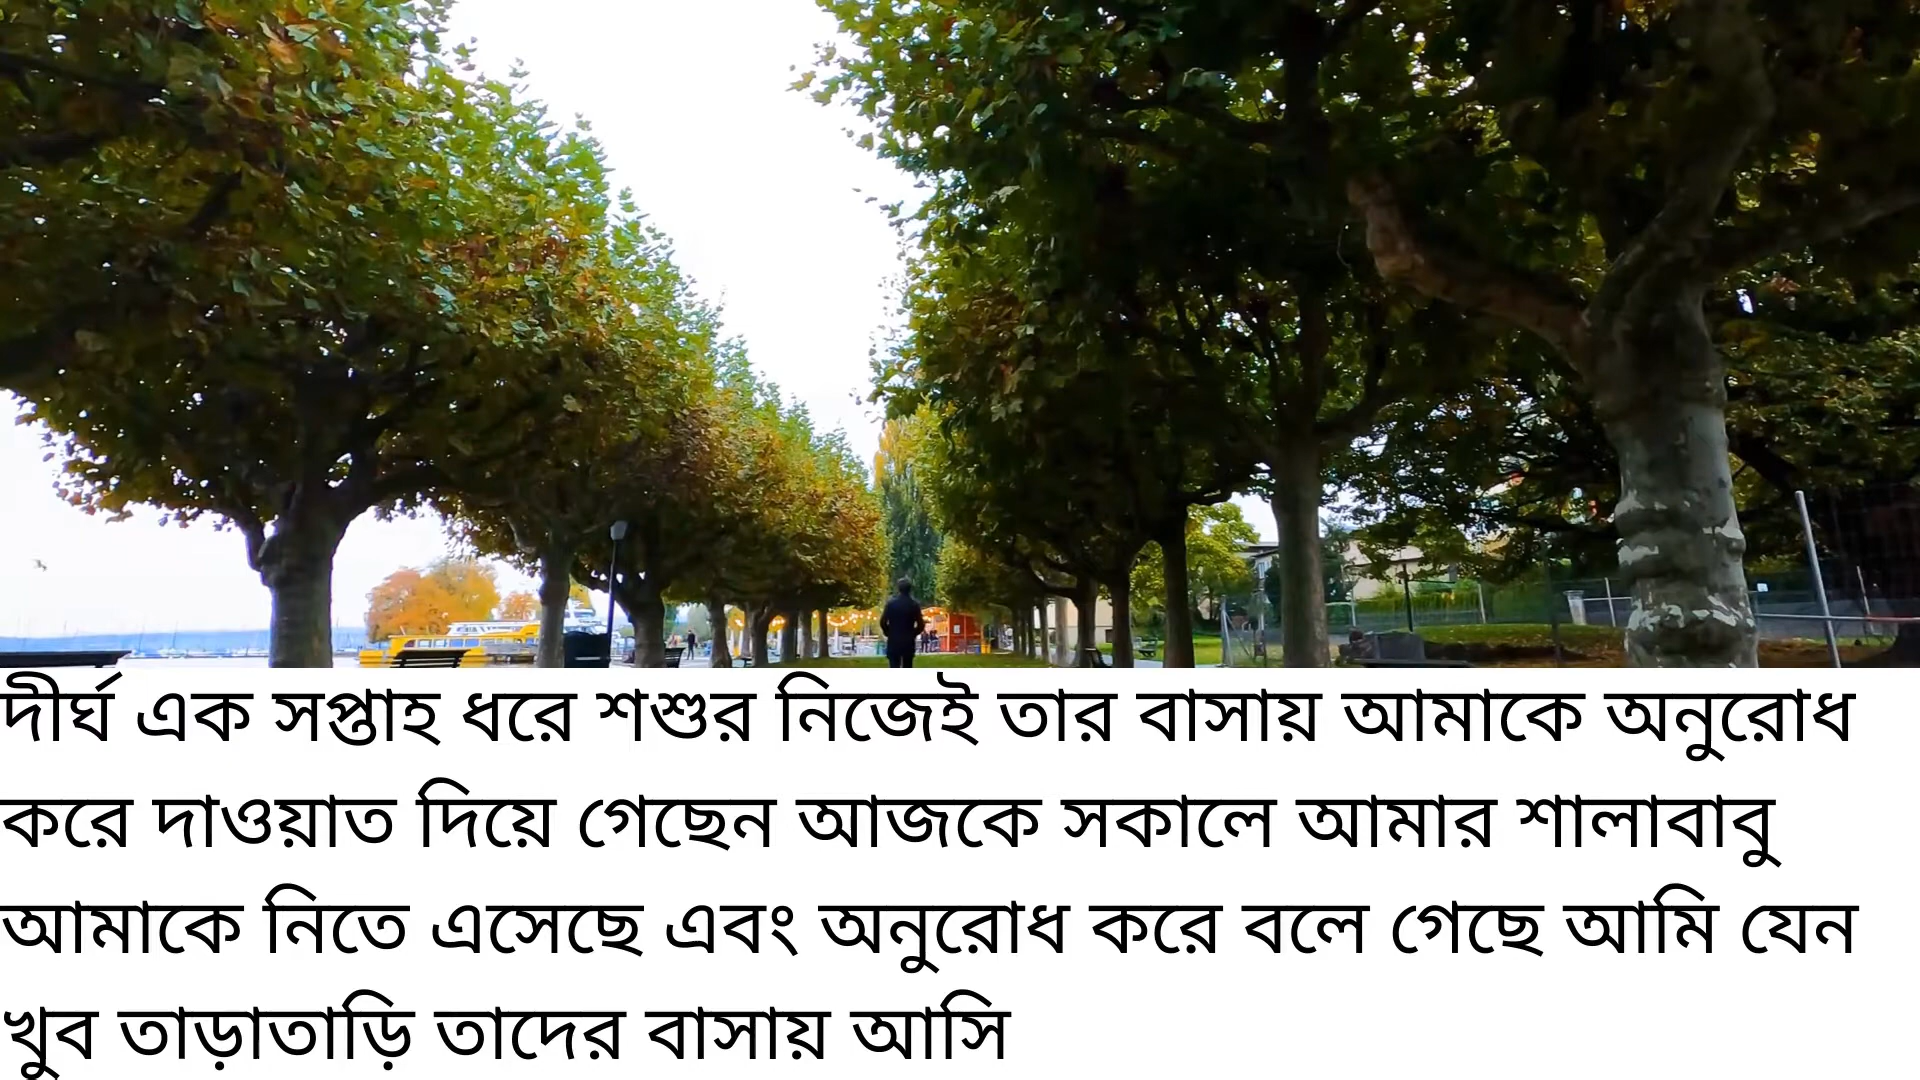 দীর্ঘ এক সপ্তাহ ধরে শশুর নিজেই তার বাসায় আমাকে অনুরোধ
করে দাওয়াত দিয়ে গেছেন আজকে সকালে আমার শালাবাবু
আমাকে নিতে এসেছে এবং অনুরোধ করে বলে গেছে আমি যেন
খুব তাড়াতাড়ি তাদের বাসায় আসি